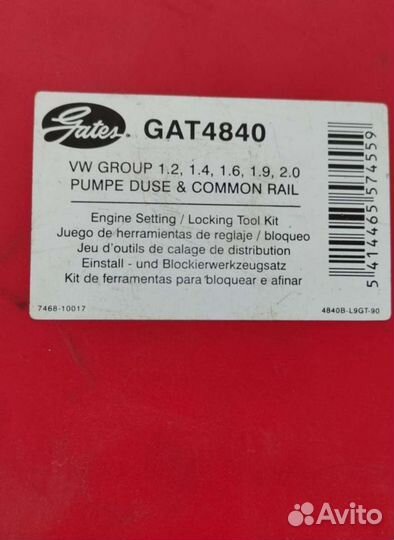 Gates
GAT4840
VW GROUP 1.2, 1.4, 1.6, 1.9, 2.0
PUMPE DUSE & COMMON RAIL
Engine Setting / Locking Tool Kit
Juego de herramientas de reglaje / bloqueo
Jeu d'outils de calage de distribution
Einstall - und Blockierwerkzeugsatz
Kit de ferramentas para bloquear e afinar
7468-10017
4840B-L9GT-90
5 414465 574559
Avito